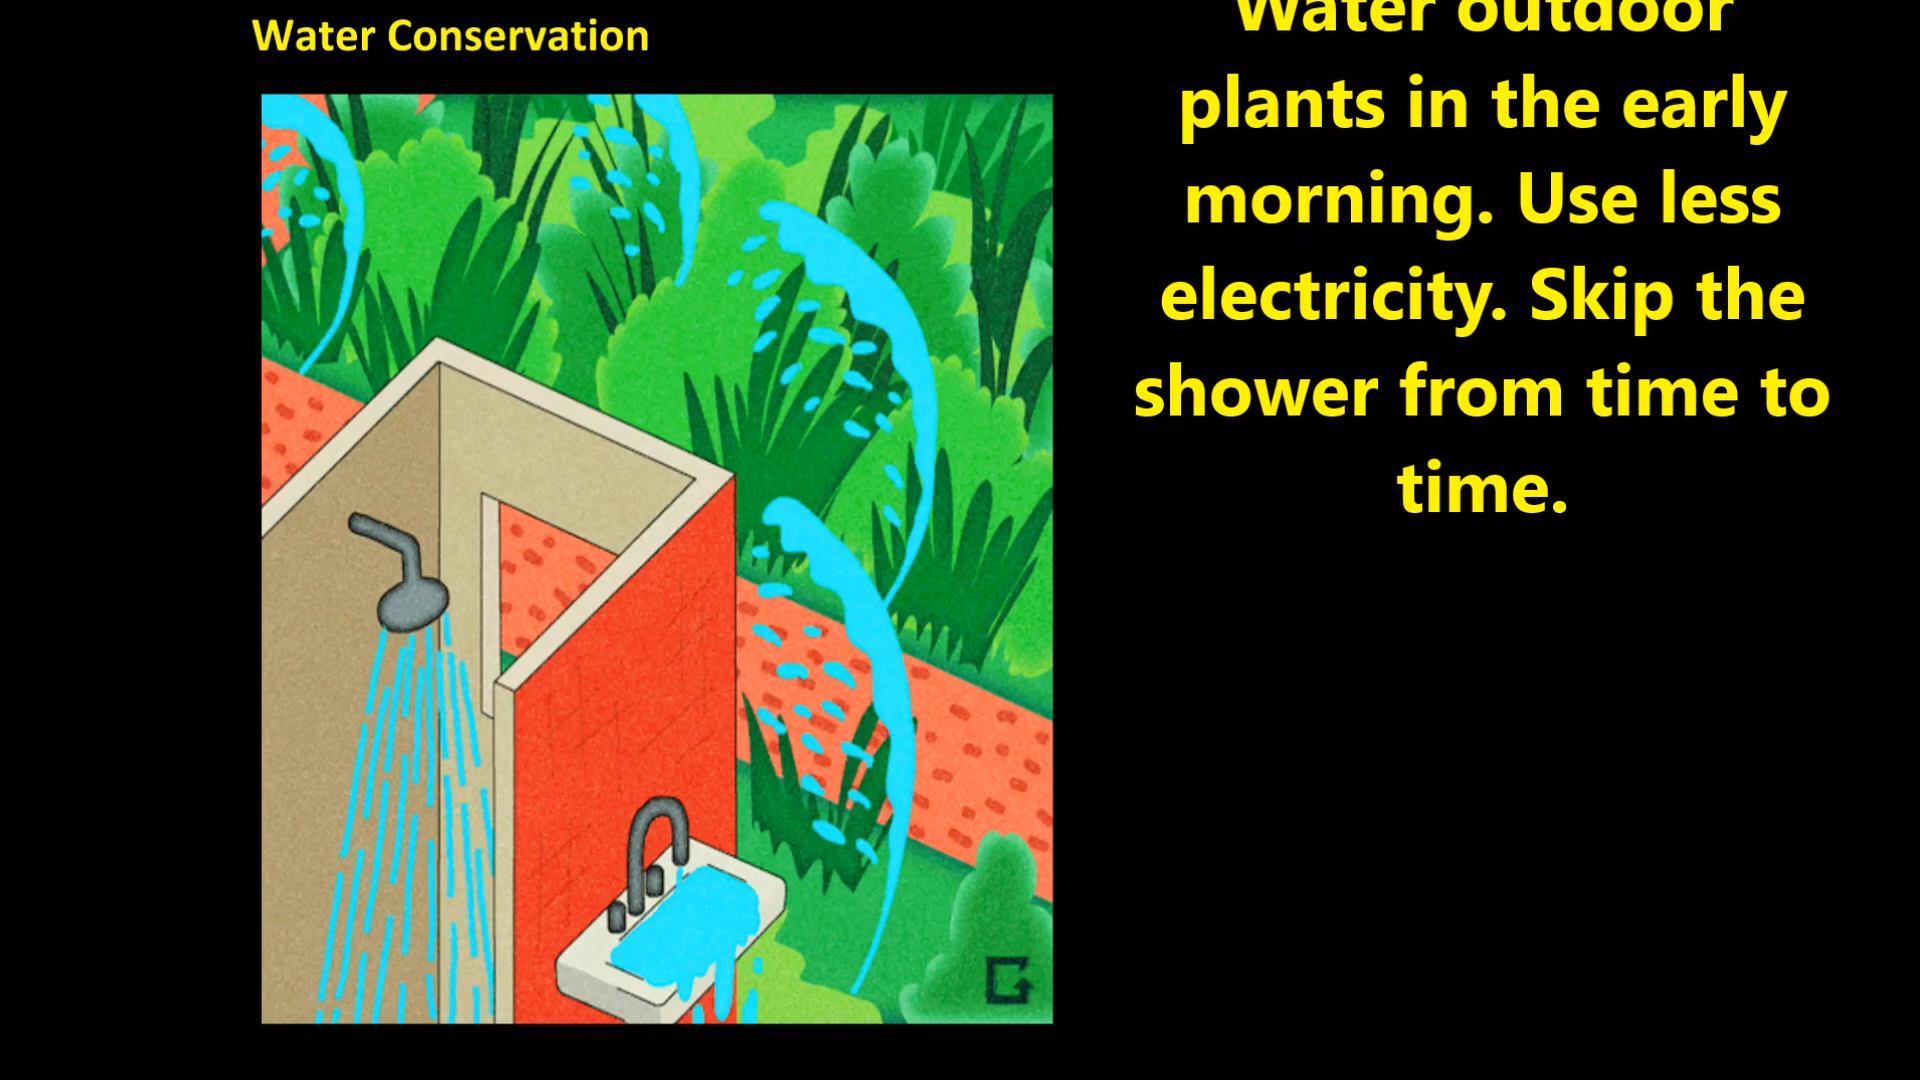 Water Conservation
Water outdoor
plants in the early
morning. Use less
electricity. Skip the
shower from time to
time.